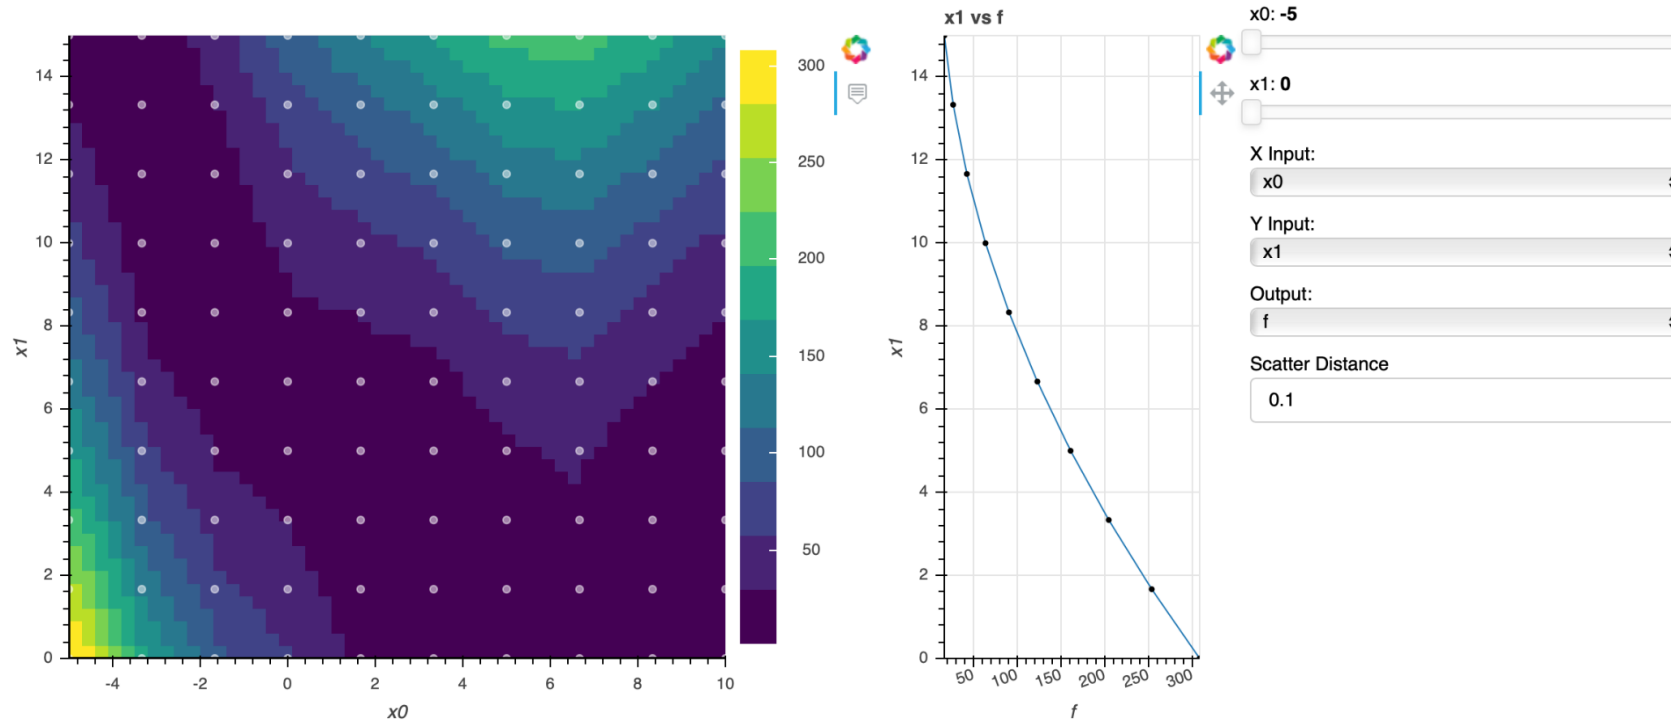 14
12
10
8
6
4
2
0
x1
-4
-2
0
2
4
6
8
10
x0
300
250
200
150
100
50
x1 vs f
14
12
10
8
6
4
2
0
x1
50
100
150
200
250
300
f
x0: -5
x1: 0
X Input:
x0
Y Input:
x1
Output:
f
Scatter Distance
0.1